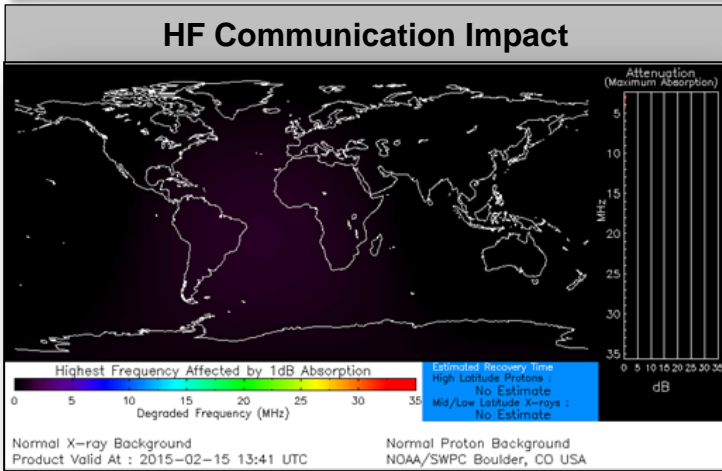 HF Communication Impact
Attenuation
(Maximum Absorption)
5
10
15
20
25
30
35
MHz
0 5 10 15 20 25 30 35
dB
Highest Frequency Affected by 1dB Absorption
0 5 10 15 20 25 30 35
Degraded Frequency (MHz)
Estimated Recovery Time
High Latitude Protons :
No Estimate
Mid/Low Latitude X-rays :
No Estimate
Normal X-ray Background
Product Valid At : 2015-02-15 13:41 UTC
Normal Proton Background
NOAA/SWPC Boulder, CO USA